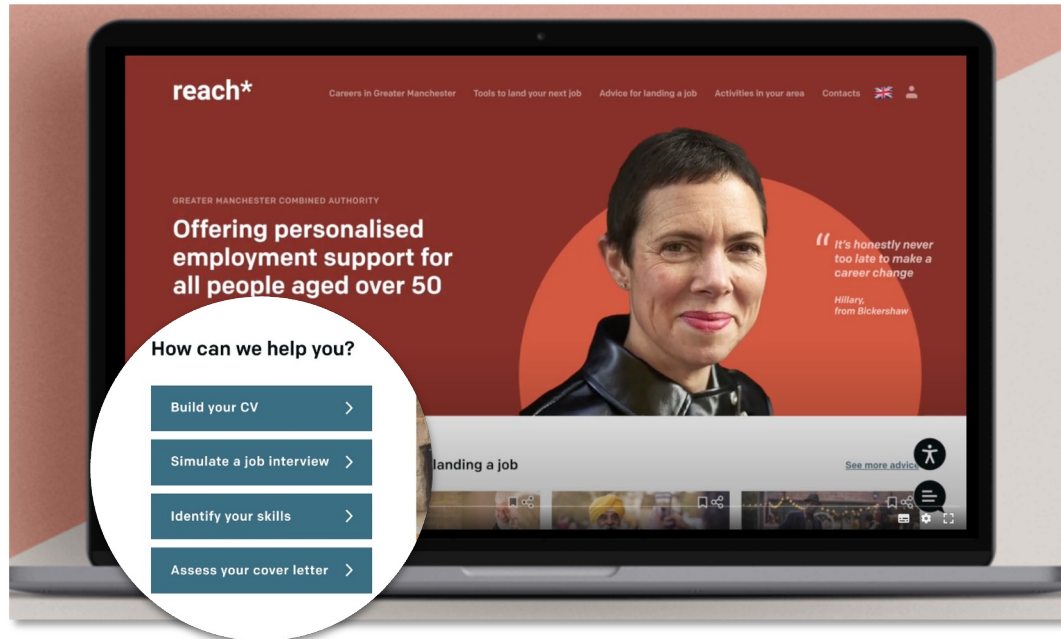 reach*
Careers in Greater Manchester
Tools to land your next job
Advice for landing a job
Activities in your area
Contacts
GREATER MANCHESTER COMBINED AUTHORITY
Offering personalised
employment support for
all people aged over 50
“ It's honestly never
too late to make a
career change
Hillary,
from Bickershaw
How can we help you?
Build your CV
Simulate a job interview
Identify your skills
Assess your cover letter
landing a job
See more advice